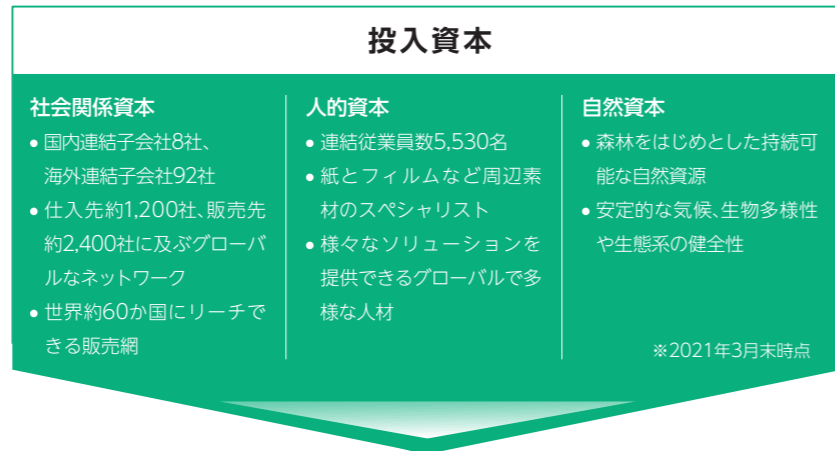 投入資本
社会関係資本
• 国内連結子会社8社、
海外連結子会社92社
• 仕入先約1,200社、販売先
約2,400社に及ぶグローバ
ルなネットワーク
• 世界約60か国にリーチで
きる販売網
人的資本
• 連結従業員数5,530名
• 紙とフィルムなど周辺素
材のスペシャリスト
• 様々なソリューションを
提供できるグローバルで多
様な人材
自然資本
• 森林をはじめとした持続可
能な自然資源
• 安定的な気候、生物多様性
や生態系の健全性
※2021年3月末時点